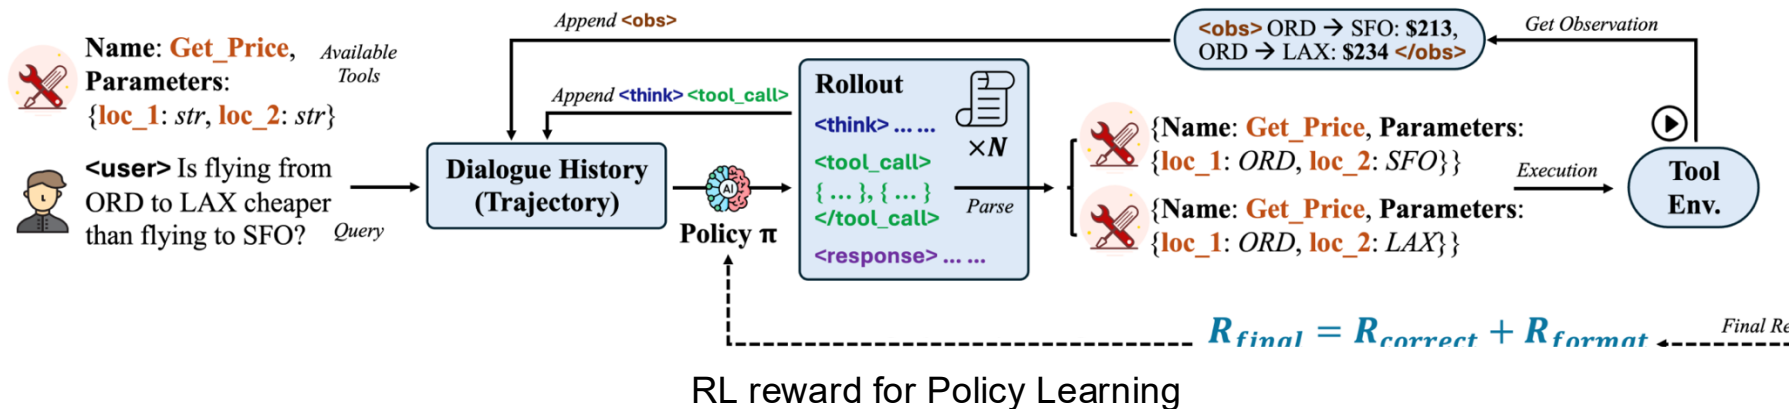 Name: Get_Price,
Parameters:
{loc_1: str, loc_2: str}
Available
Tools
<user> Is flying from
ORD to LAX cheaper
than flying to SFO?
Query
Append <obs>
Append <think> <tool_call>
Dialogue History
(Trajectory)
AI
Policy π
Rollout
×N
<think> ... ...
<tool_call>
{ ... }, { ... }
</tool_call>
<response> ... ...
Parse
<obs> ORD → SFO: $213,
ORD → LAX: $234 </obs>
Get Observation
{Name: Get_Price, Parameters:
{loc_1: ORD, loc_2: SFO}}
{Name: Get_Price, Parameters:
{loc_1: ORD, loc_2: LAX}}
Execution
Tool
Env.
R_final = R_correct + R_format
Final Re
RL reward for Policy Learning